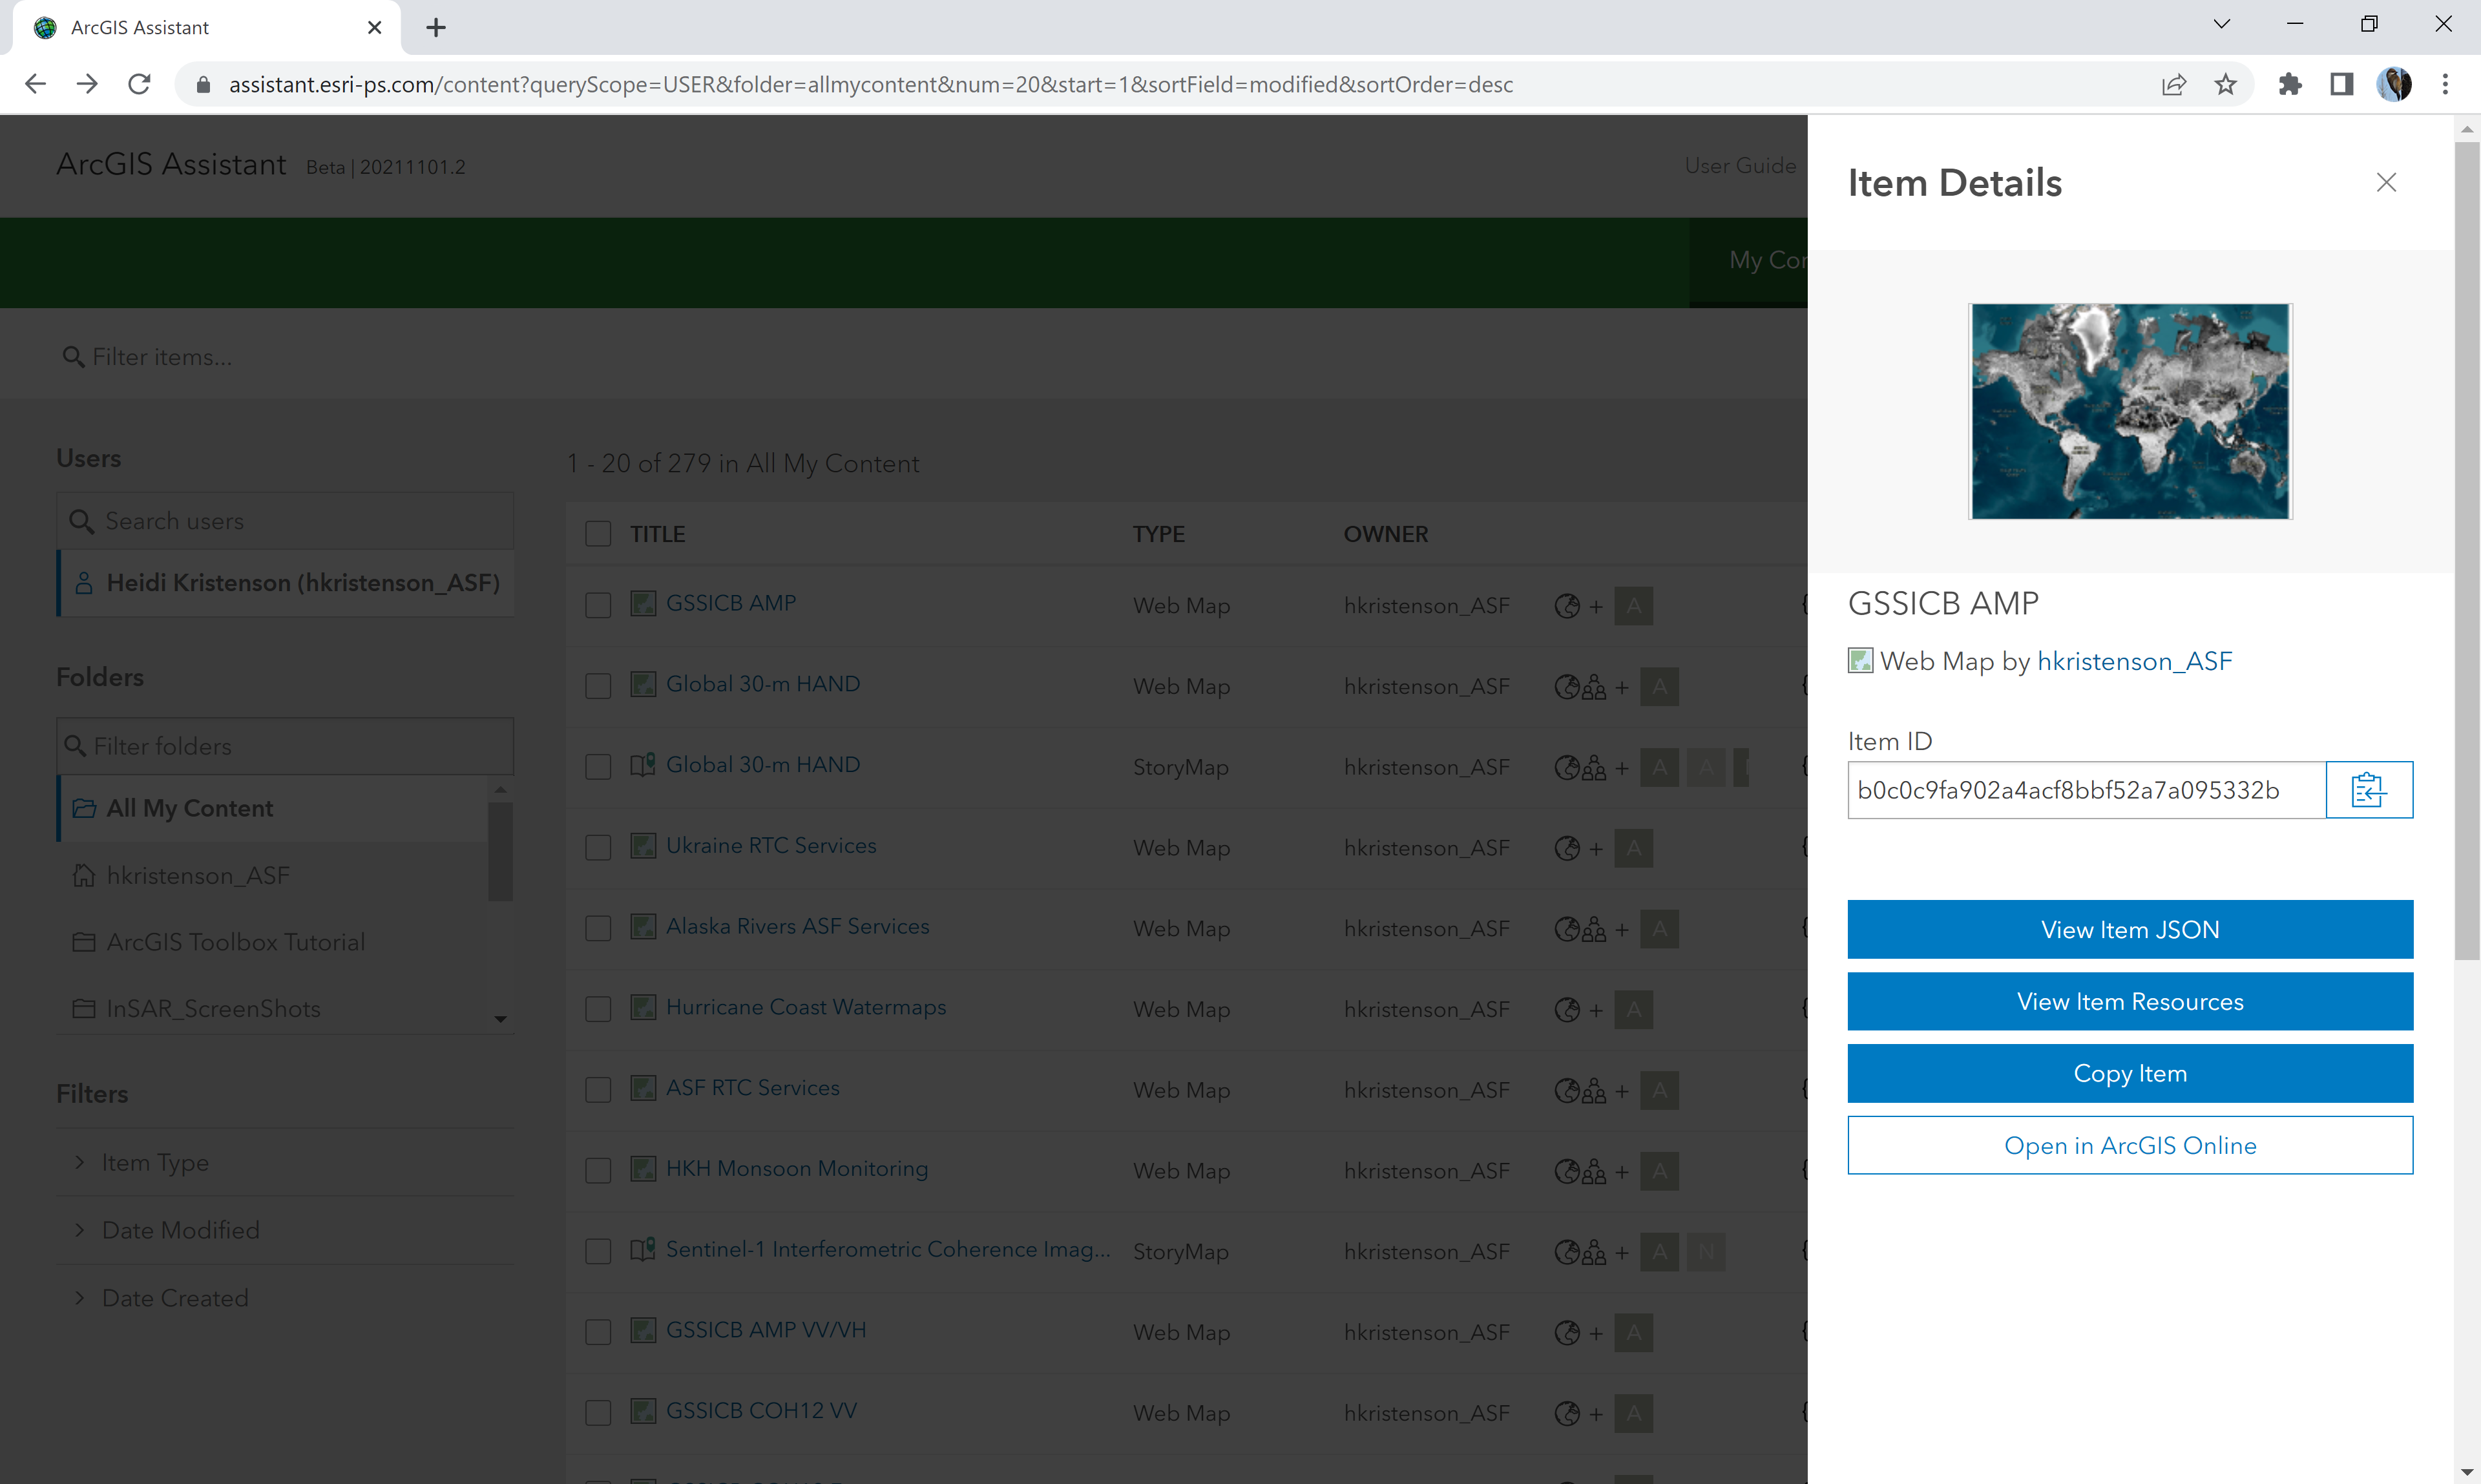 ArcGIS Assistant
assistant.esri-ps.com/content?queryScope=USER&folder=allmycontent&num=20&start=1&sortField=modified&sortOrder=desc
ArcGIS Assistant Beta | 20211101.2 User Guide
My Con
Filter items...
Users
Search users
Heidi Kristenson (hkristenson_ASF)
Folders
Filter folders
All My Content
hkristenson_ASF
ArcGIS Toolbox Tutorial
InSAR_ScreenShots
Filters
Item Type
Date Modified
Date Created
1 - 20 of 279 in All My Content
TITLE TYPE OWNER
GSSICB AMP Web Map hkristenson_ASF + A {
Global 30-m HAND Web Map hkristenson_ASF + A {
Global 30-m HAND StoryMap hkristenson_ASF + A A {
Ukraine RTC Services Web Map hkristenson_ASF + A {
Alaska Rivers ASF Services Web Map hkristenson_ASF + A {
Hurricane Coast Watermaps Web Map hkristenson_ASF + A {
ASF RTC Services Web Map hkristenson_ASF + A {
HKH Monsoon Monitoring Web Map hkristenson_ASF + A {
Sentinel-1 Interferometric Coherence Imag... StoryMap hkristenson_ASF + A N {
GSSICB AMP VV/VH Web Map hkristenson_ASF + A {
GSSICB COH12 VV Web Map hkristenson_ASF + A {
Item Details
GSSICB AMP
Web Map by hkristenson_ASF
Item ID
b0c0c9fa902a4acf8bbf52a7a095332b
View Item JSON
View Item Resources
Copy Item
Open in ArcGIS Online